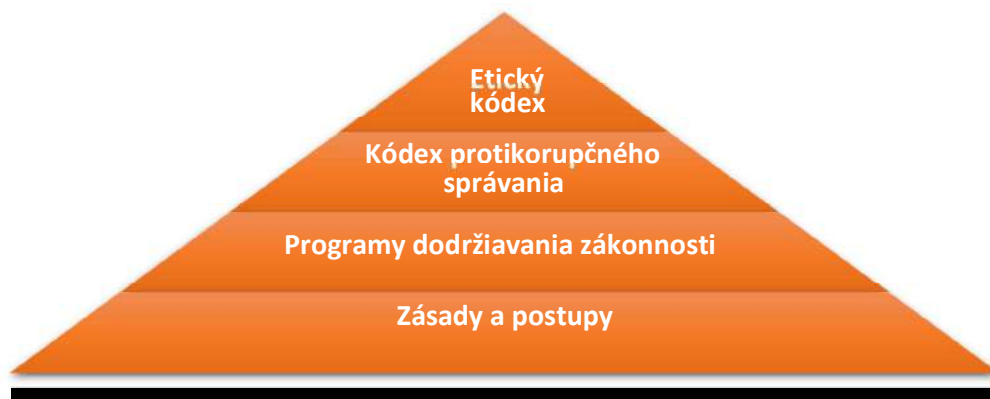 Etický
kódex
Kódex protikorupčného
správania
Programy dodržiavania zákonnosti
Zásady a postupy